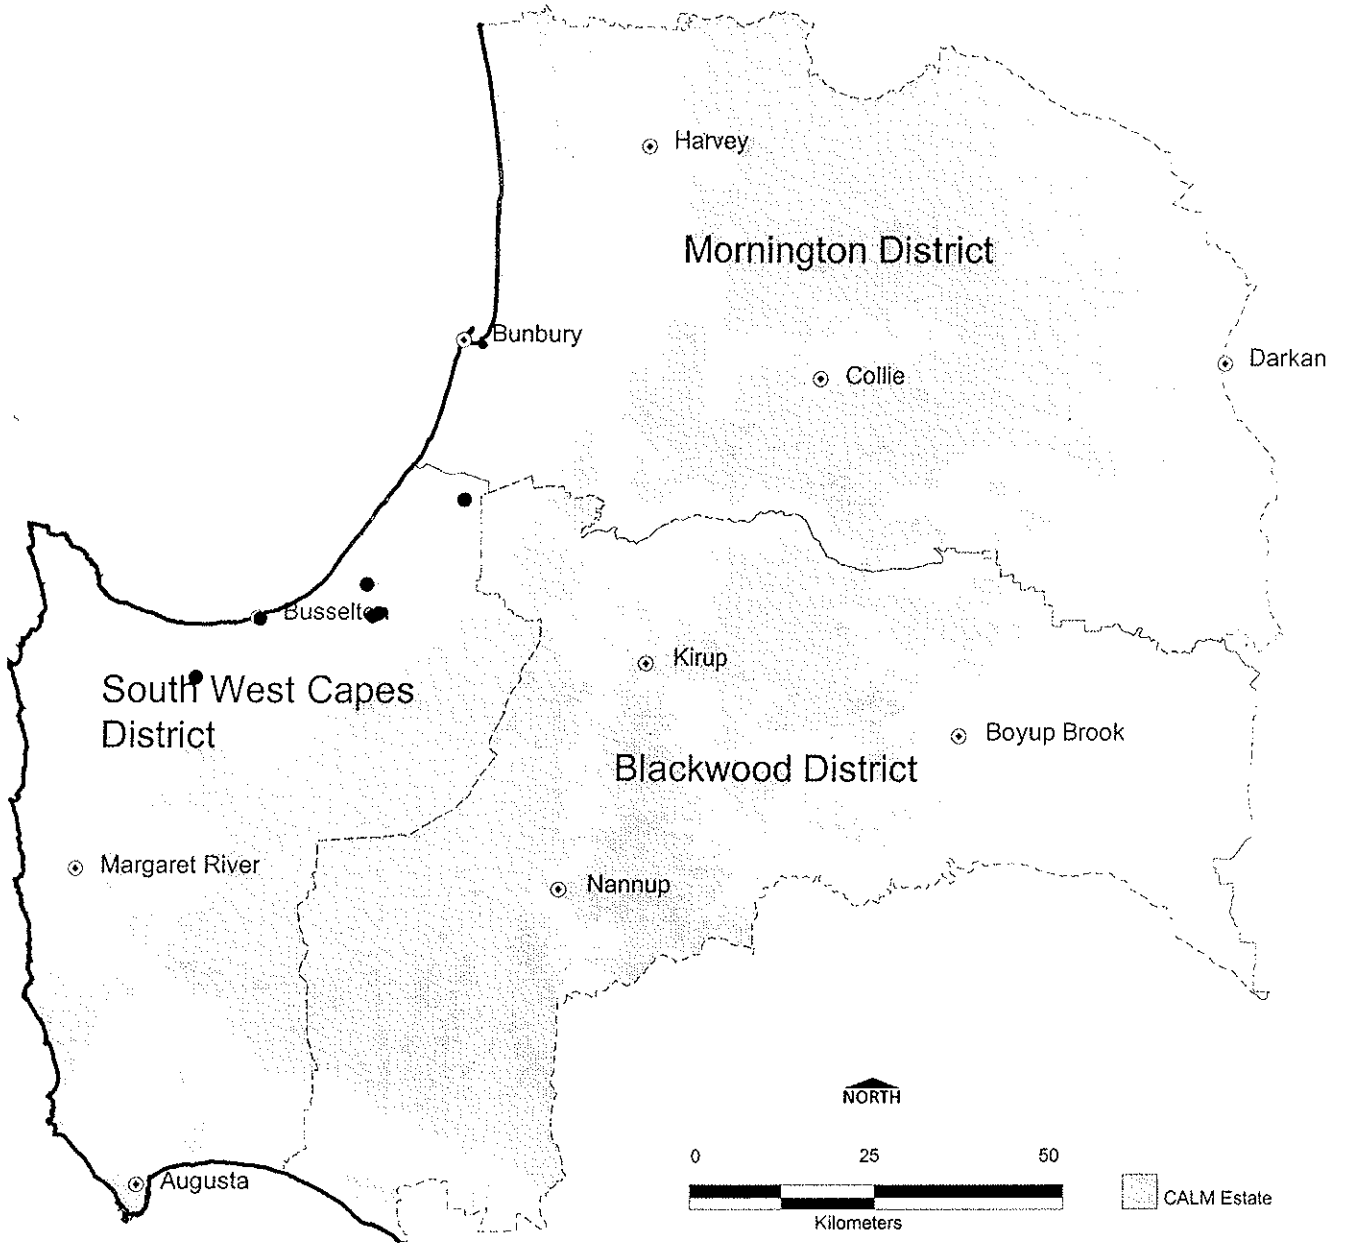 Harvey
Mornington District
Bunbury
Darkan
Collie
Busselton
Kirup
South West Capes
District
Boyup Brook
Blackwood District
Margaret River
Nannup
NORTH
0 25 50
Kilometers
CALM Estate
Augusta